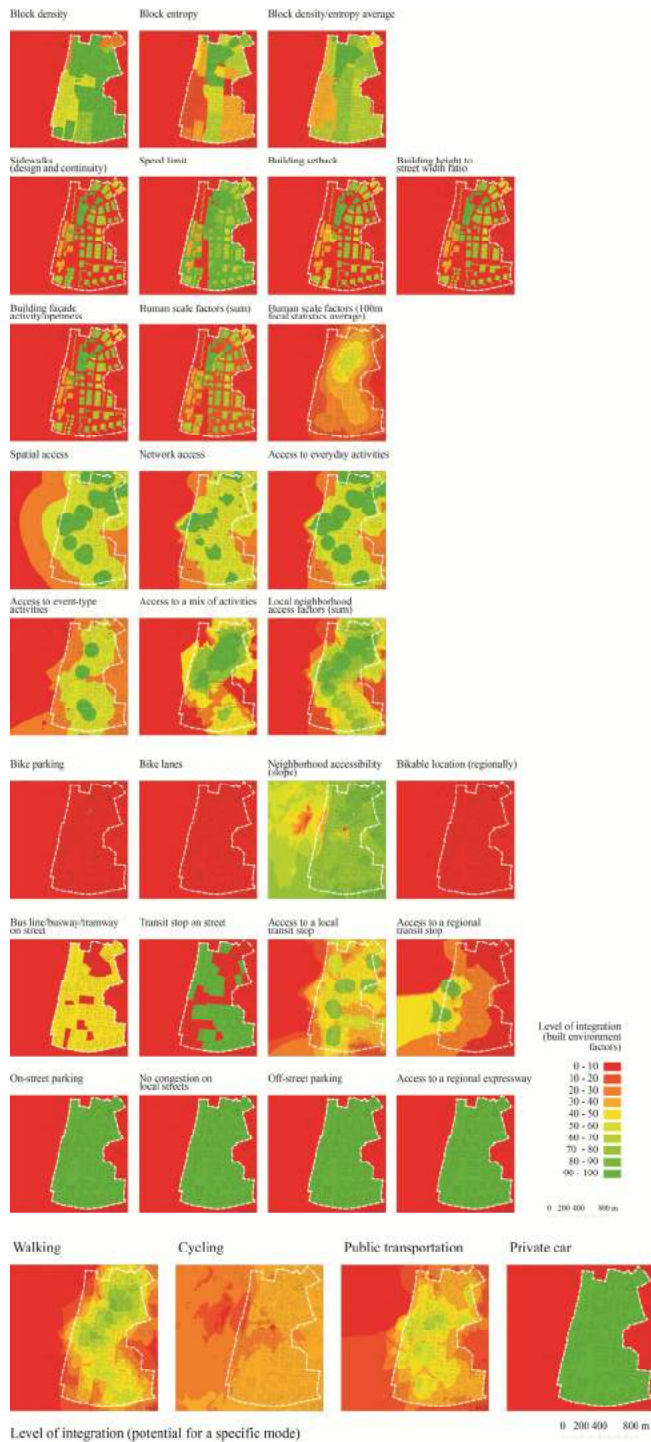 Block density
Block entropy
Block density/entropy average
Sidewalks
(design and continuity)
Speed limit
Building setback
Building height to
street width ratio
Building façade
activity/openness
Human scale factors (sum)
Human scale factors (100m
focal statistics average)
Spatial access
Network access
Access to everyday activities
Access to event-type
activities
Access to a mix of activities
Local neighborhood
access factors (sum)
Bike parking
Bike lanes
Neighborhood accessibility
(slope)
Bikable location (regionally)
Bus line/busway/tramway
on street
Transit stop on street
Access to a local
transit stop
Access to a regional
transit stop
Level of integration
(built environment
factors)
0 - 10
10 - 20
20 - 30
30 - 40
40 - 50
50 - 60
60 - 70
70 - 80
80 - 90
90 - 100
0 200 400 800 m
On-street parking
No congestion on
local streets
Off-street parking
Access to a regional expressway
Walking
Cycling
Public transportation
Private car
Level of integration (potential for a specific mode)
0 200 400 800 m